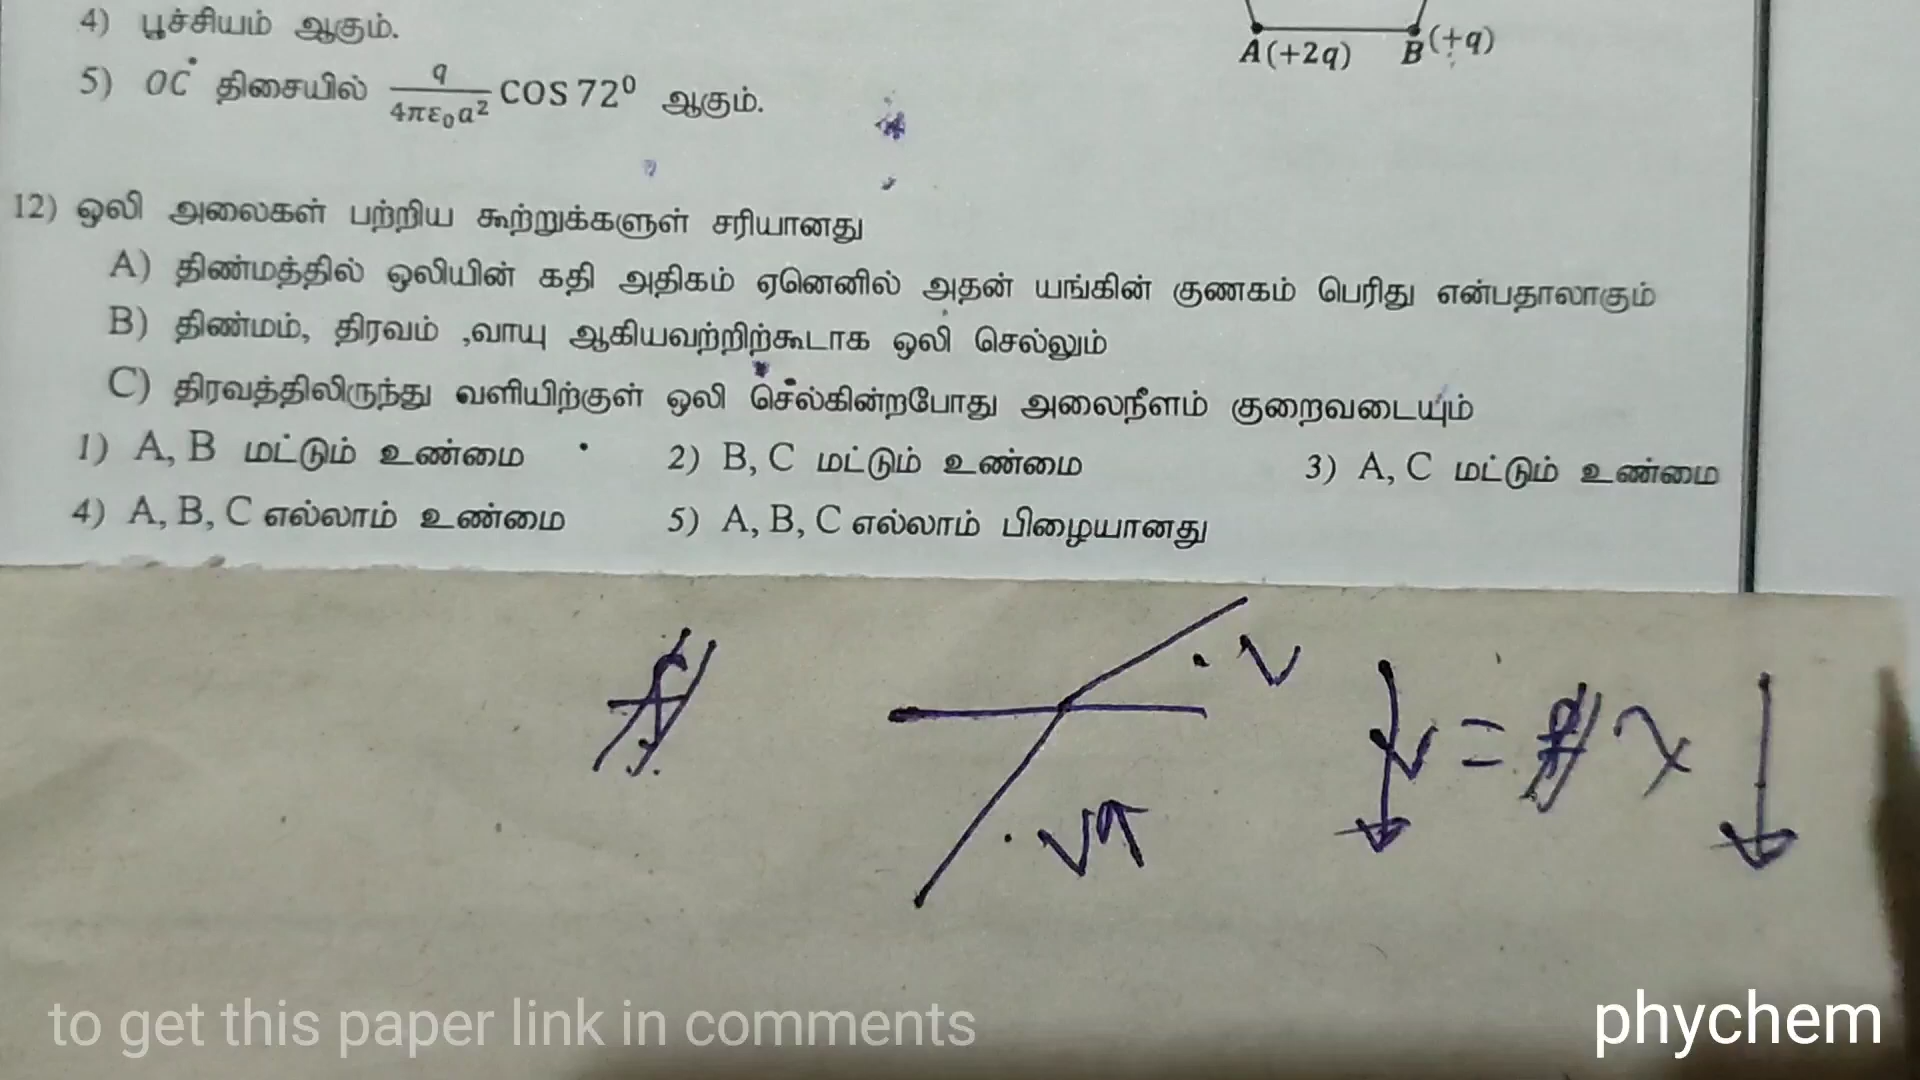 4) பூச்சியம் ஆகும்.
A(+2q) B(+q)
5) OC திசையில் q/4πε₀a² COS 72⁰ ஆகும்.
12) ஒலி அலைகள் பற்றிய கூற்றுக்களுள் சரியானது
A) திண்மத்தில் ஒலியின் கதி அதிகம் ஏனெனில் அதன் யங்கின் குணகம் பெரிது என்பதாலாகும்
B) திண்மம், திரவம் ,வாயு ஆகியவற்றிற்கூடாக ஒலி செல்லும்
C) திரவத்திலிருந்து வளியிற்குள் ஒலி செல்கின்றபோது அலைநீளம் குறைவடையும்
1) A, B மட்டும் உண்மை 2) B, C மட்டும் உண்மை 3) A, C மட்டும் உண்மை
4) A, B, C எல்லாம் உண்மை 5) A, B, C எல்லாம் பிழையானது
f
V
↓ V = f λ ↓
V↑
to get this paper link in comments
phychem